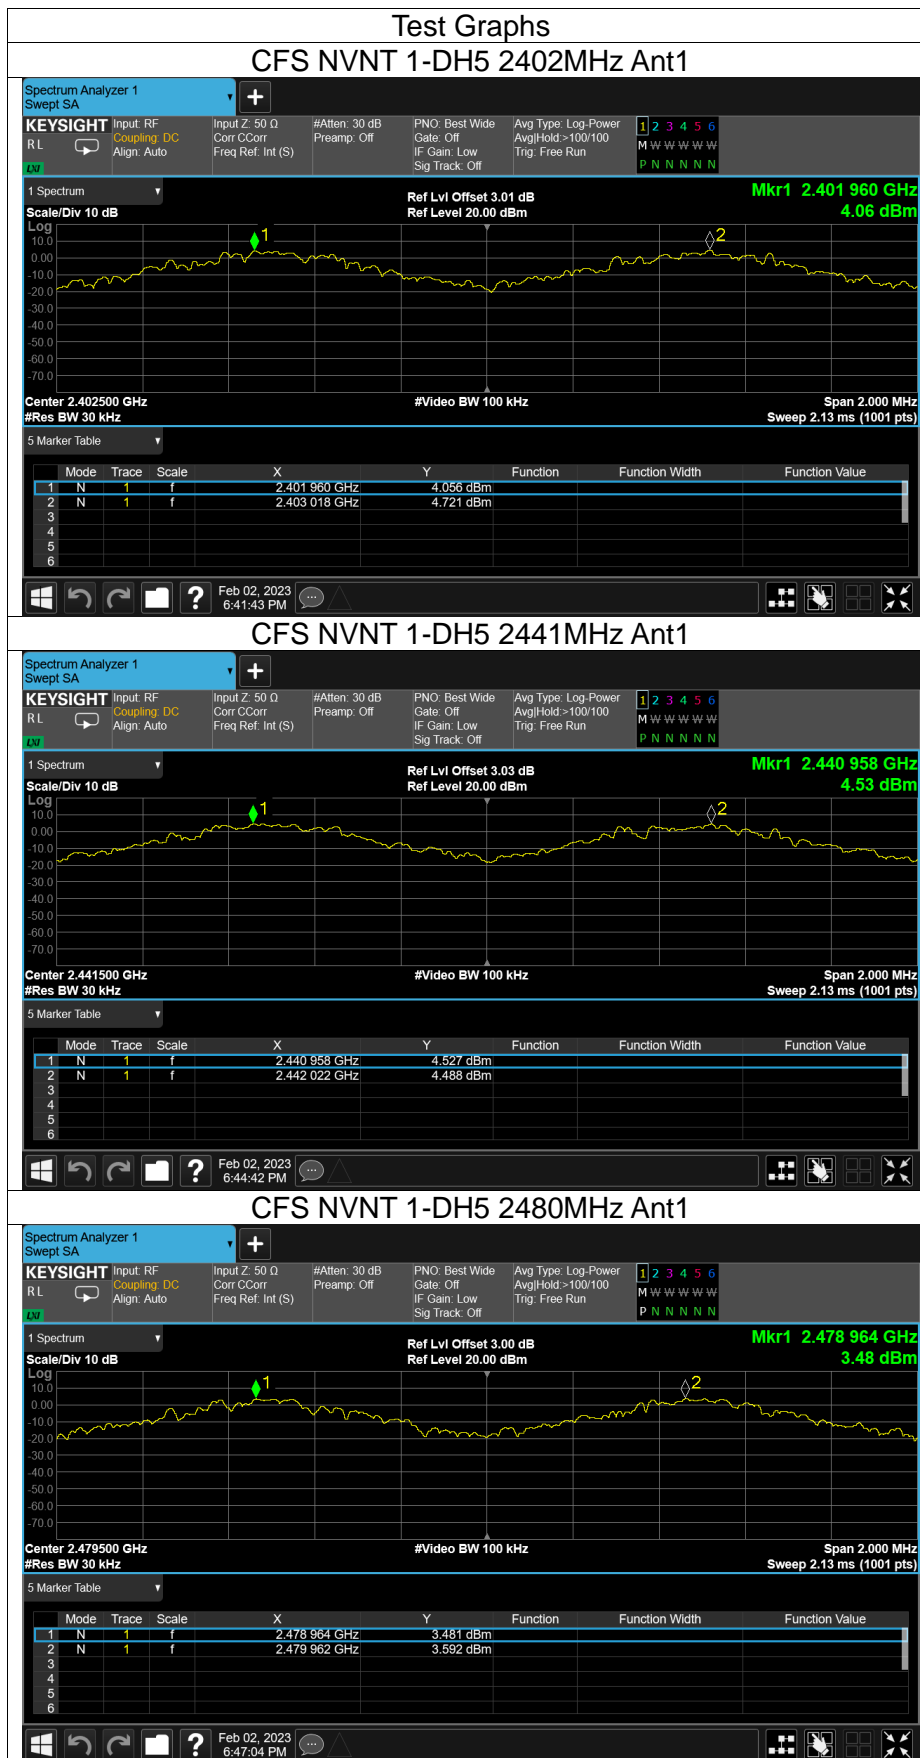 Test Graphs
CFS NVNT 1-DH5 2402MHz Ant1
Spectrum Analyzer 1
Swept SA
+
KEYSIGHT Input: RF Input Z: 50 Ω #Atten: 30 dB PNO: Best Wide Avg Type: Log-Power 1 2 3 4 5 6
RL Coupling: DC Corr CCorr Preamp: Off Gate: Off Avg|Hold:>100/100 M W W W W W
Align: Auto Freq Ref: Int (S) IF Gain: Low Trig: Free Run
LXI Sig Track: Off P N N N N N
1 Spectrum Ref Lvl Offset 3.01 dB Mkr1 2.401 960 GHz
Scale/Div 10 dB Ref Level 20.00 dBm 4.06 dBm
Log
1 2
10.0
0.00
-10.0
-20.0
-30.0
-40.0
-50.0
-60.0
-70.0
Center 2.402500 GHz #Video BW 100 kHz Span 2.000 MHz
#Res BW 30 kHz Sweep 2.13 ms (1001 pts)
5 Marker Table
Mode Trace Scale X Y Function Function Width Function Value
1 N 1 f 2.401 960 GHz 4.056 dBm
2 N 1 f 2.403 018 GHz 4.721 dBm
3
4
5
6
? Feb 02, 2023
6:41:43 PM
CFS NVNT 1-DH5 2441MHz Ant1
Spectrum Analyzer 1
Swept SA
+
KEYSIGHT Input: RF Input Z: 50 Ω #Atten: 30 dB PNO: Best Wide Avg Type: Log-Power 1 2 3 4 5 6
RL Coupling: DC Corr CCorr Preamp: Off Gate: Off Avg|Hold:>100/100 M W W W W W
Align: Auto Freq Ref: Int (S) IF Gain: Low Trig: Free Run
LXI Sig Track: Off P N N N N N
1 Spectrum Ref Lvl Offset 3.03 dB Mkr1 2.440 958 GHz
Scale/Div 10 dB Ref Level 20.00 dBm 4.53 dBm
Log
1 2
10.0
0.00
-10.0
-20.0
-30.0
-40.0
-50.0
-60.0
-70.0
Center 2.441500 GHz #Video BW 100 kHz Span 2.000 MHz
#Res BW 30 kHz Sweep 2.13 ms (1001 pts)
5 Marker Table
Mode Trace Scale X Y Function Function Width Function Value
1 N 1 f 2.440 958 GHz 4.527 dBm
2 N 1 f 2.442 022 GHz 4.488 dBm
3
4
5
6
? Feb 02, 2023
6:44:42 PM
CFS NVNT 1-DH5 2480MHz Ant1
Spectrum Analyzer 1
Swept SA
+
KEYSIGHT Input: RF Input Z: 50 Ω #Atten: 30 dB PNO: Best Wide Avg Type: Log-Power 1 2 3 4 5 6
RL Coupling: DC Corr CCorr Preamp: Off Gate: Off Avg|Hold:>100/100 M W W W W W
Align: Auto Freq Ref: Int (S) IF Gain: Low Trig: Free Run
LXI Sig Track: Off P N N N N N
1 Spectrum Ref Lvl Offset 3.00 dB Mkr1 2.478 964 GHz
Scale/Div 10 dB Ref Level 20.00 dBm 3.48 dBm
Log
1 2
10.0
0.00
-10.0
-20.0
-30.0
-40.0
-50.0
-60.0
-70.0
Center 2.479500 GHz #Video BW 100 kHz Span 2.000 MHz
#Res BW 30 kHz Sweep 2.13 ms (1001 pts)
5 Marker Table
Mode Trace Scale X Y Function Function Width Function Value
1 N 1 f 2.478 964 GHz 3.481 dBm
2 N 1 f 2.479 962 GHz 3.592 dBm
3
4
5
6
? Feb 02, 2023
6:47:04 PM